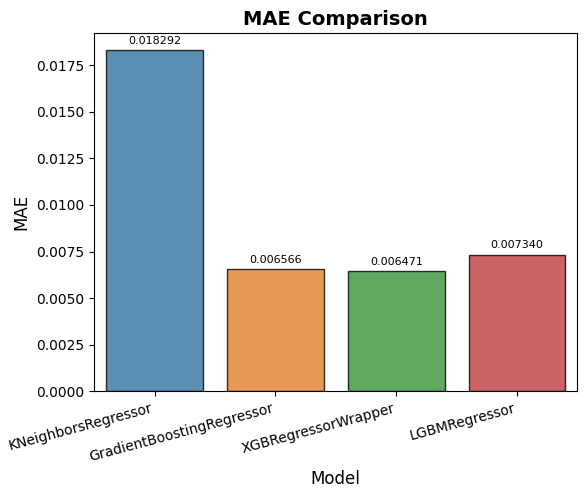 MAE Comparison
MAE
0.0175
0.0150
0.0125
0.0100
0.0075
0.0050
0.0025
0.0000
0.018292
0.006566
0.006471
0.007340
KNeighborsRegressor
GradientBoostingRegressor
XGBRegressorWrapper
LGBMRegressor
Model